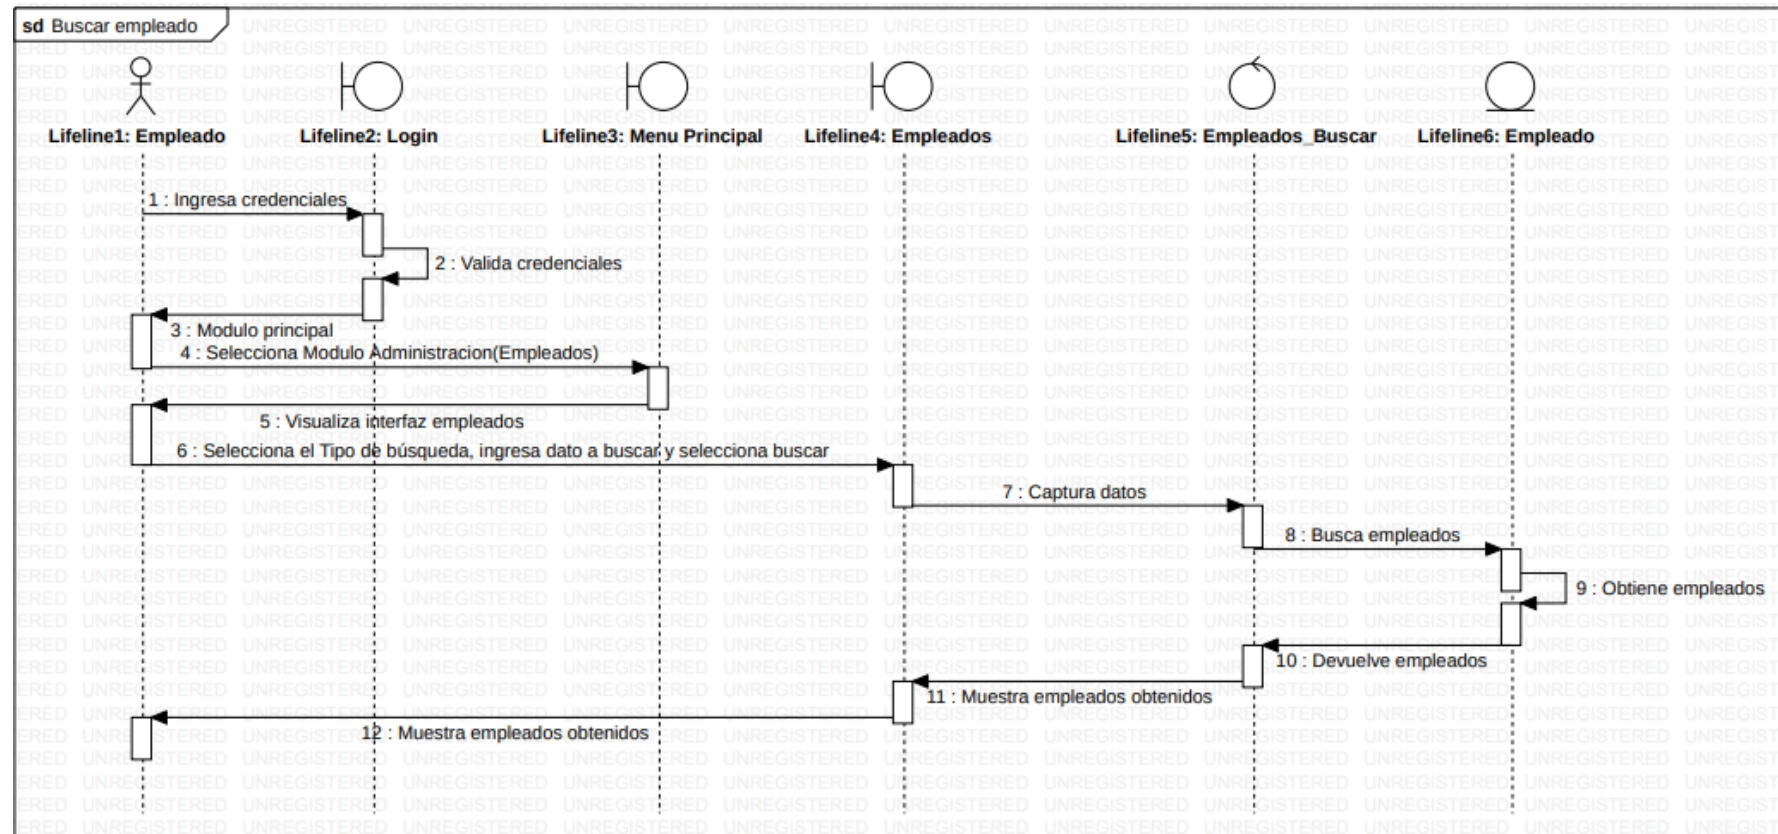 sd Buscar empleado
Lifeline1: Empleado
Lifeline2: Login
Lifeline3: Menu Principal
Lifeline4: Empleados
Lifeline5: Empleados_Buscar
Lifeline6: Empleado
1 : Ingresa credenciales
2 : Valida credenciales
3 : Modulo principal
4 : Selecciona Modulo Administracion(Empleados)
5 : Visualiza interfaz empleados
6 : Selecciona el Tipo de búsqueda, ingresa dato a buscar y selecciona buscar
7 : Captura datos
8 : Busca empleados
9 : Obtiene empleados
10 : Devuelve empleados
11 : Muestra empleados obtenidos
12 : Muestra empleados obtenidos
UNREGISTERED